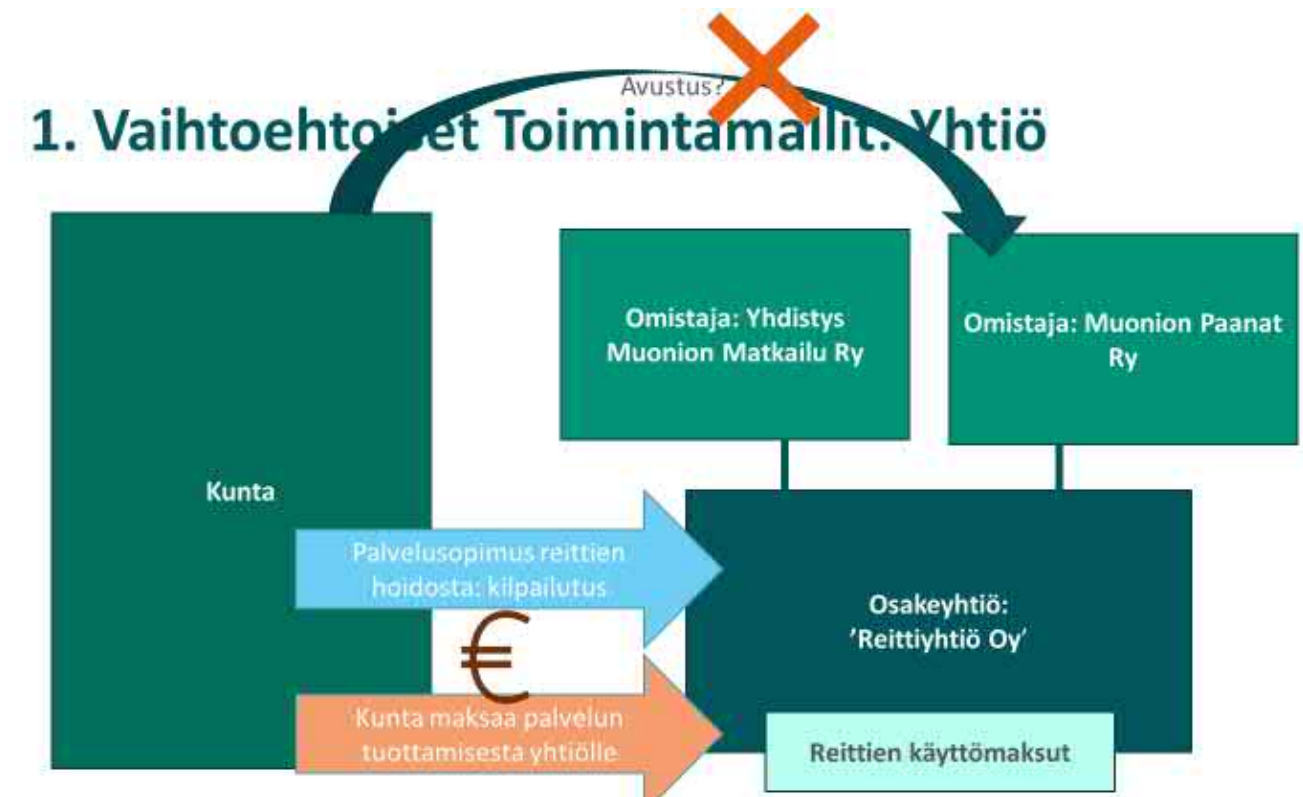 Avustus?
1. Vaihtoehtoiset Toimintamallit: Yhtiö
Omistaja: Yhdistys
Muonion Matkailu Ry
Omistaja: Muonion Paanat
Ry
Kunta
Palvelusopimus reittien
hoidosta: kilpailutus
€
Osakeyhtiö:
'Reittiyhtiö Oy'
Kunta maksaa palvelun
tuottamisesta yhtiölle
Reittien käyttömaksut